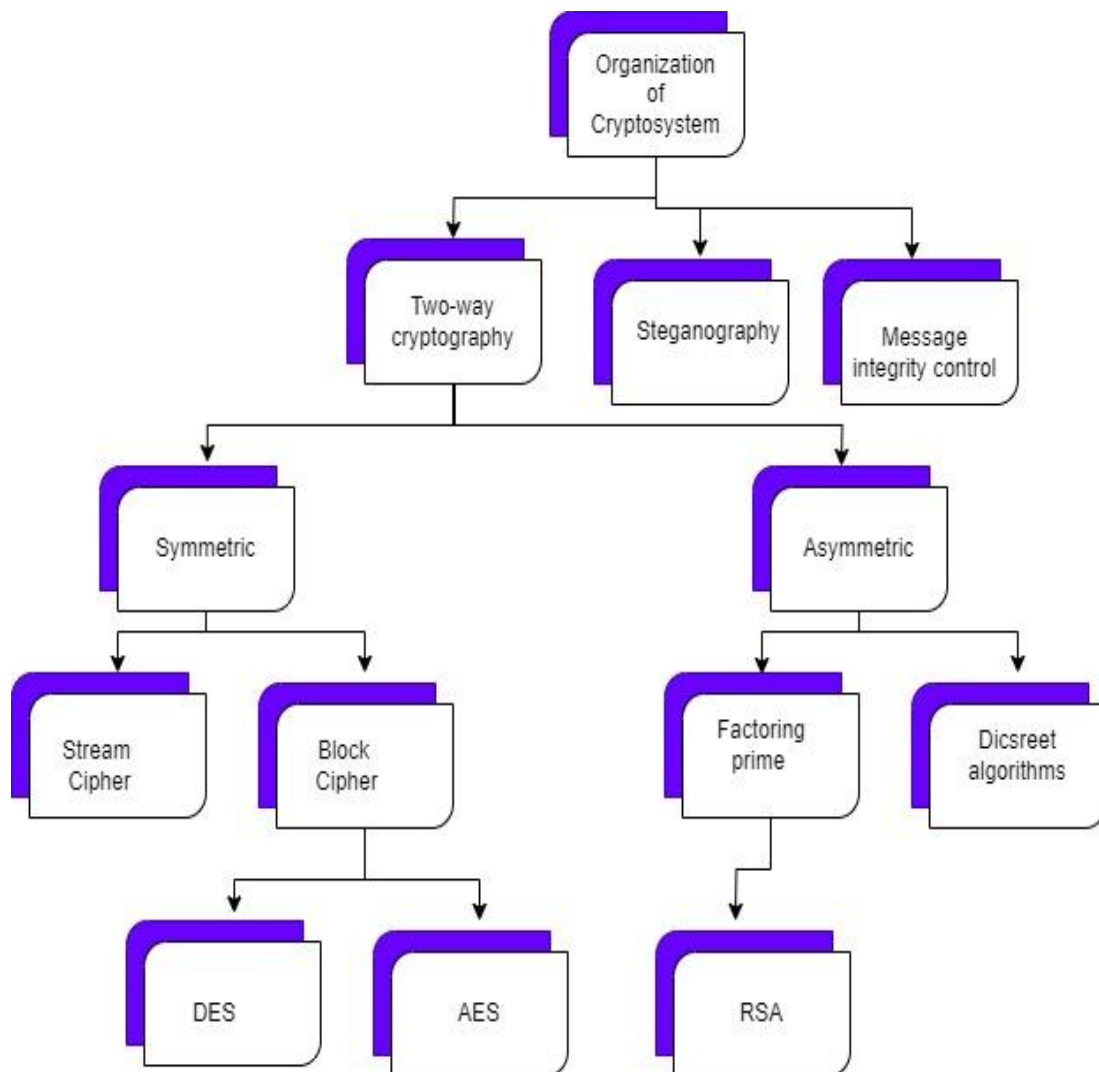 Organization
of
Cryptosystem
Two-way
cryptography
Steganography
Message
integrity control
Symmetric
Asymmetric
Stream
Cipher
Block
Cipher
Factoring
prime
Dicsreet
algorithms
DES
AES
RSA